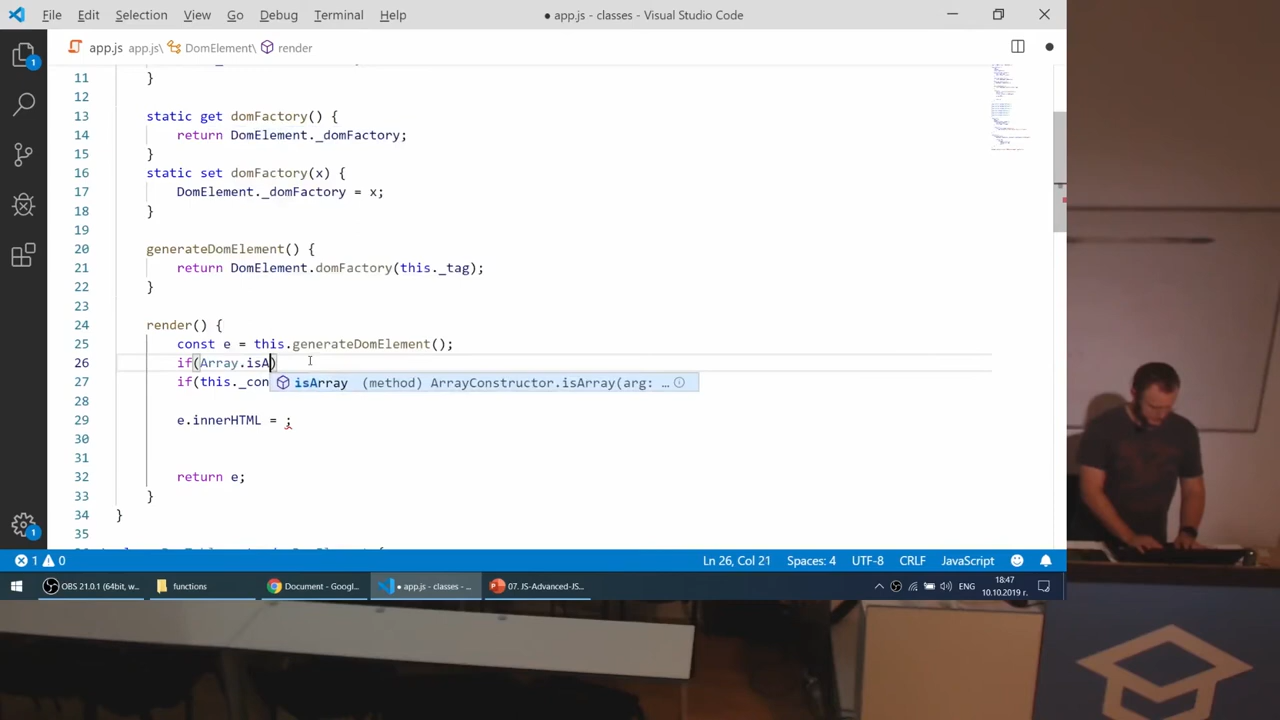 File Edit Selection View Go Debug Terminal Help
● app.js - classes - Visual Studio Code
app.js app.js\ DomElement\ render
11 }
12
13 static get domFactory() {
14 return DomElement._domFactory;
15 }
16 static set domFactory(x) {
17 DomElement._domFactory = x;
18 }
19
20 generateDomElement() {
21 return DomElement.domFactory(this._tag);
22 }
23
24 render() {
25 const e = this.generateDomElement();
26 if(Array.isA)
27 if(this._con
isArray (method) ArrayConstructor.isArray(arg: …
29 e.innerHTML = ;
30
31
32 return e;
33 }
34 }
35
1 0 Ln 26, Col 21 Spaces: 4 UTF-8 CRLF JavaScript
OBS 21.0.1 (64bit, w... functions Document - Googl... ● app.js - classes - ... 07. JS-Advanced-JS... ENG 18:47
10.10.2019 г.
1
1